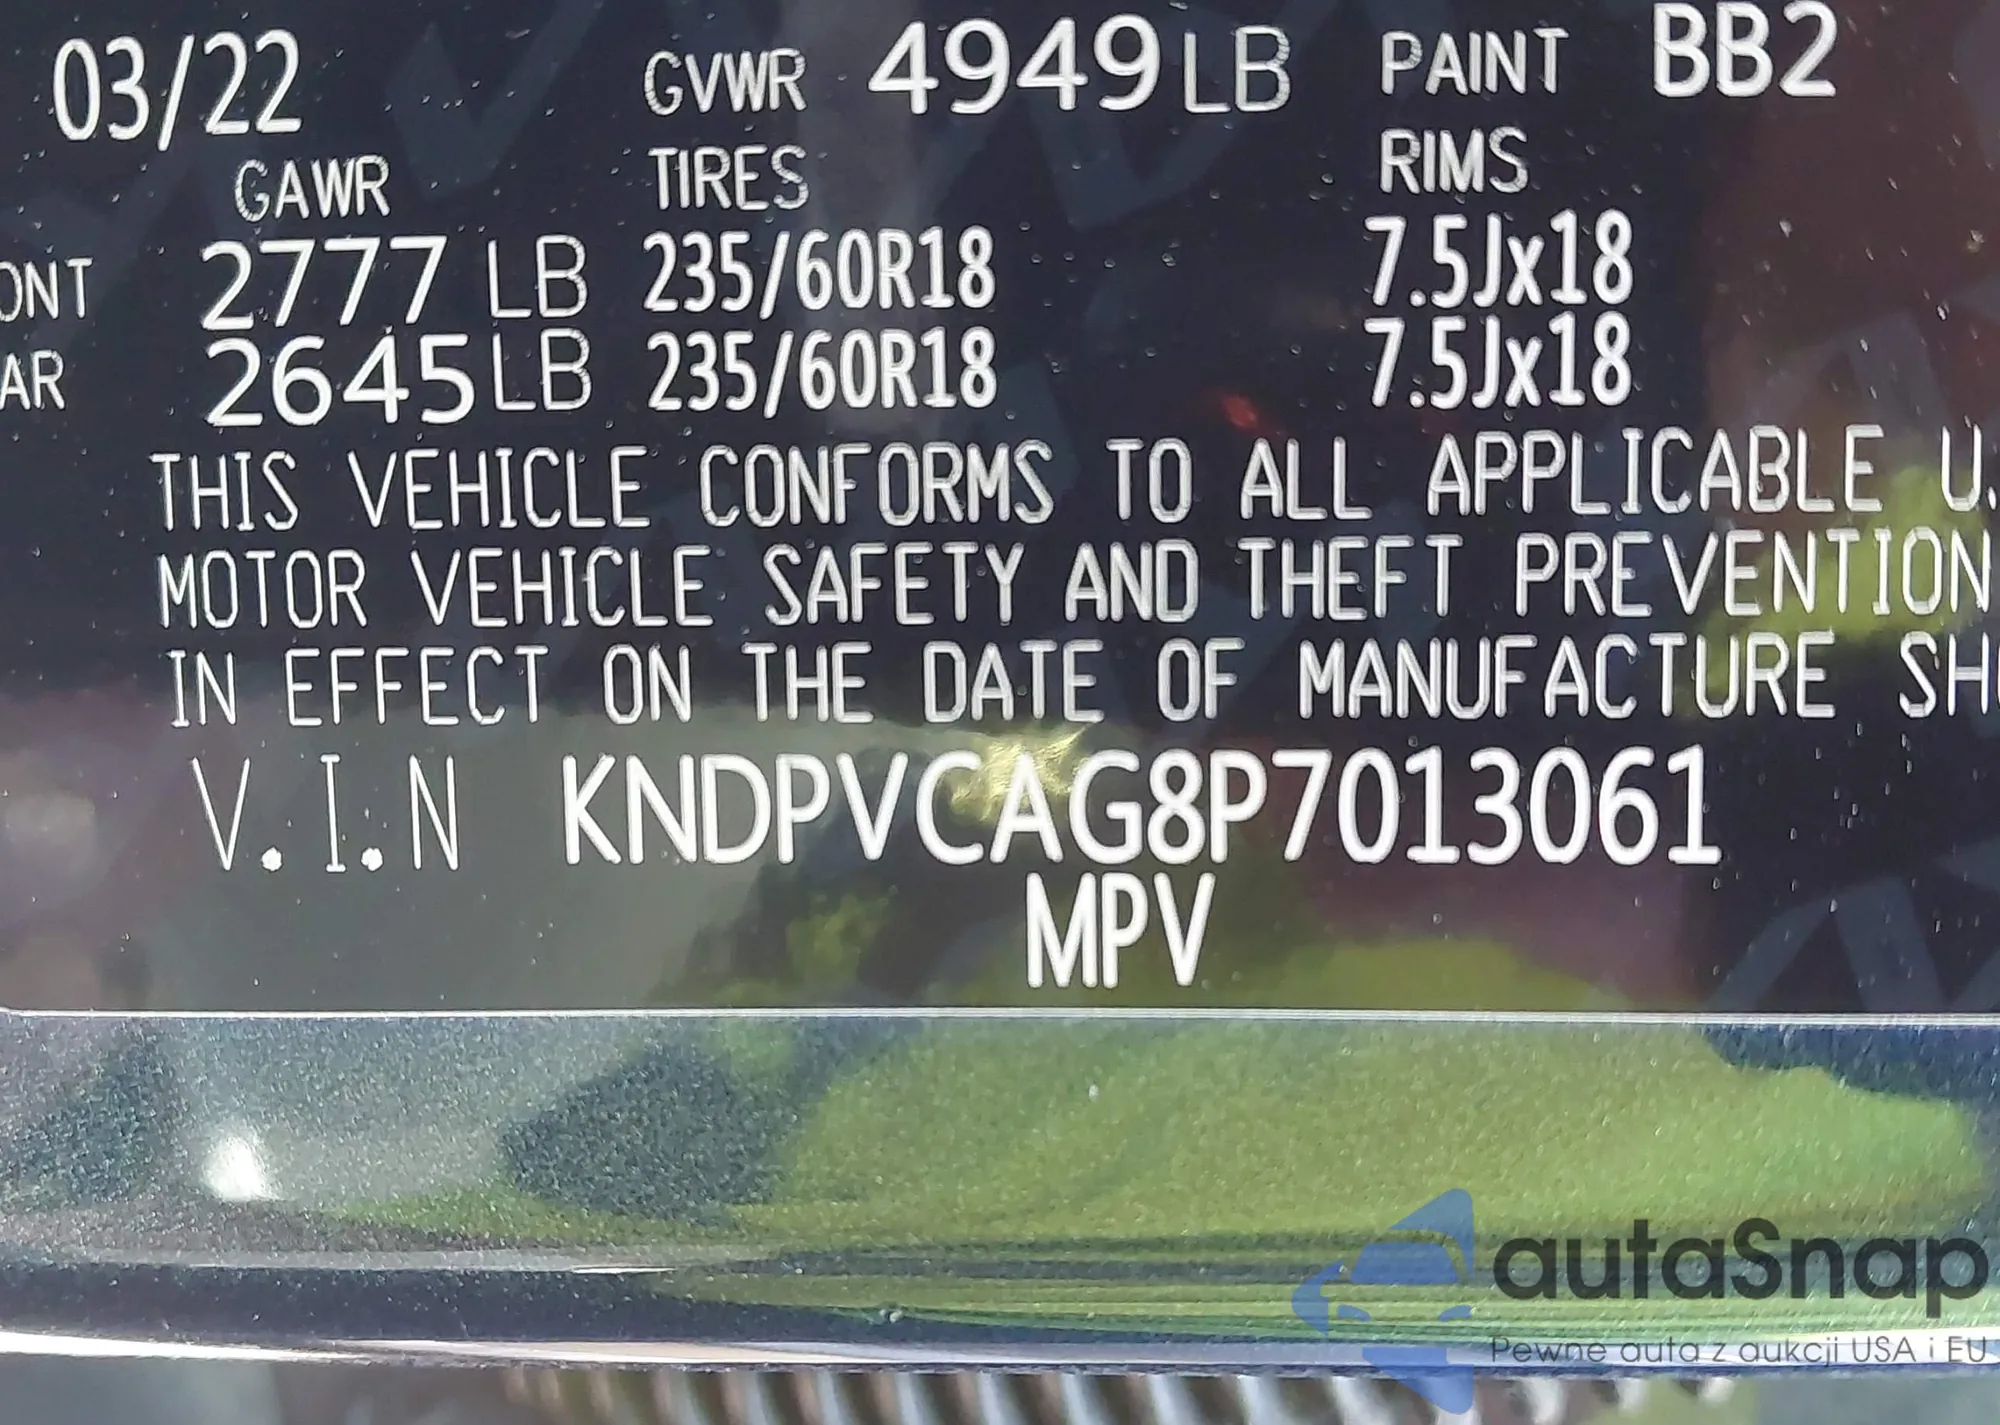 03/22 GVWR 4949LB PAINT BB2
GAWR TIRES RIMS
ONT 2777 LB 235/60R18 7.5Jx18
AR 2645LB 235/60R18 7.5Jx18
THIS VEHICLE CONFORMS TO ALL APPLICABLE U.
MOTOR VEHICLE SAFETY AND THEFT PREVENTION
IN EFFECT ON THE DATE OF MANUFACTURE SHO
V.I.N KNDPVCAG8P7013061
MPV
autaSnap
Pewne auta z aukcji USA i EU